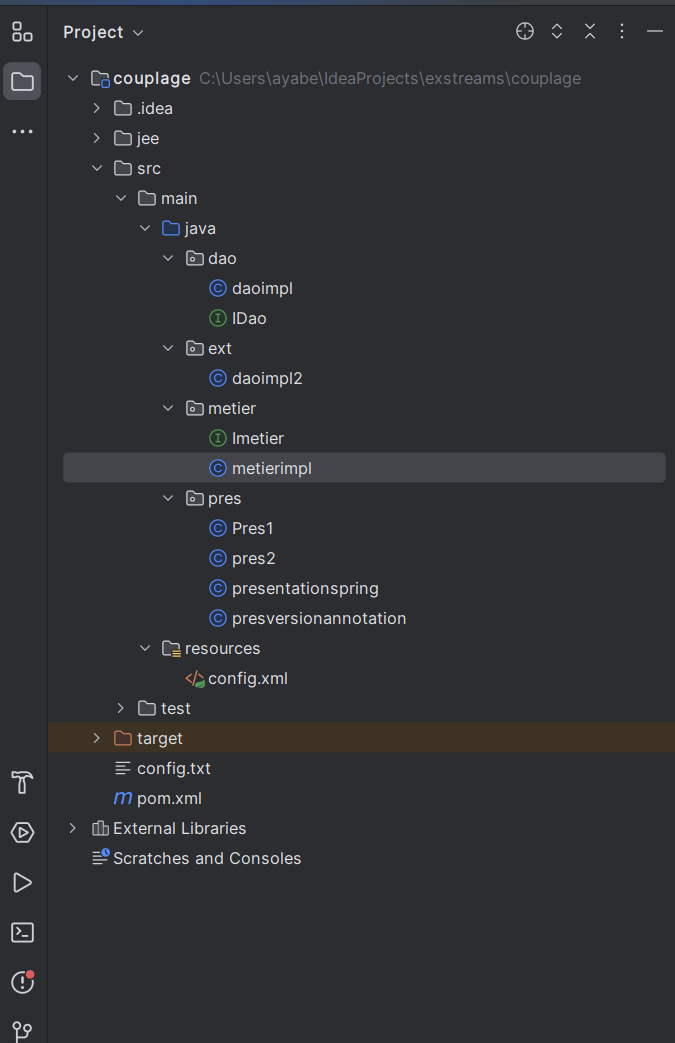 Project
couplage C:\Users\ayabe\IdeaProjects\exstreams\couplage
.idea
jee
src
main
java
dao
daoimpl
IDao
ext
daoimpl2
metier
Imetier
metierimpl
pres
Pres1
pres2
presentationspring
presversionannotation
resources
config.xml
test
target
config.txt
pom.xml
External Libraries
Scratches and Consoles